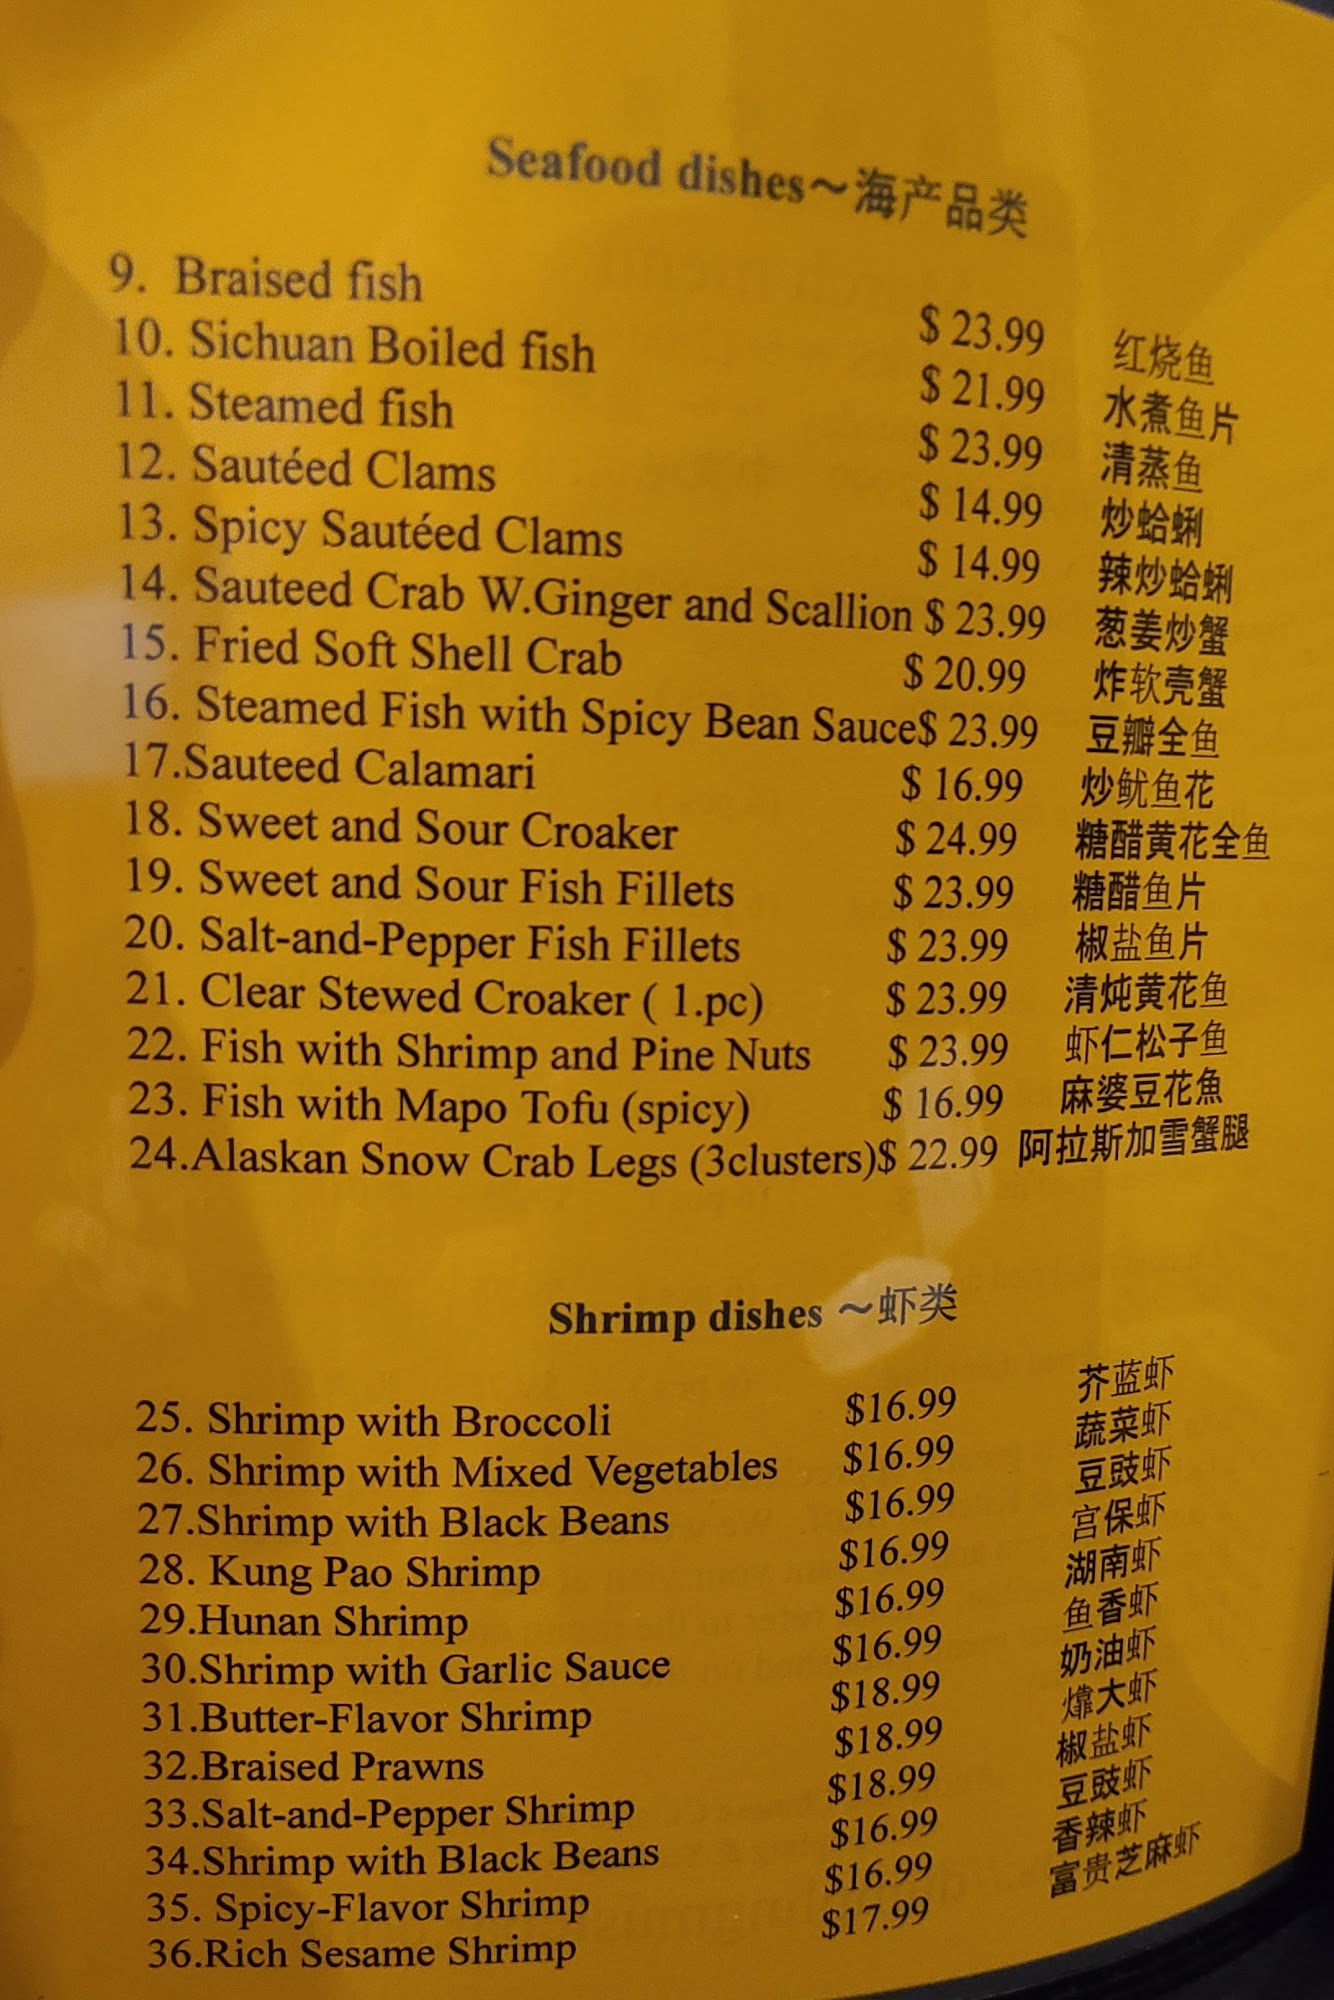 Seafood dishes～海产品类
9. Braised fish $ 23.99 红烧鱼
10. Sichuan Boiled fish $ 21.99 水煮鱼片
11. Steamed fish $ 23.99 清蒸鱼
12. Sautéed Clams $ 14.99 炒蛤蜊
13. Spicy Sautéed Clams $ 14.99 辣炒蛤蜊
14. Sauteed Crab W.Ginger and Scallion $ 23.99 葱姜炒蟹
15. Fried Soft Shell Crab $ 20.99 炸软壳蟹
16. Steamed Fish with Spicy Bean Sauce$ 23.99 豆瓣全鱼
17.Sauteed Calamari $ 16.99 炒鱿鱼花
18. Sweet and Sour Croaker $ 24.99 糖醋黄花全鱼
19. Sweet and Sour Fish Fillets $ 23.99 糖醋鱼片
20. Salt-and-Pepper Fish Fillets $ 23.99 椒盐鱼片
21. Clear Stewed Croaker ( 1.pc) $ 23.99 清炖黄花鱼
22. Fish with Shrimp and Pine Nuts $ 23.99 虾仁松子鱼
23. Fish with Mapo Tofu (spicy) $ 16.99 麻婆豆花魚
24.Alaskan Snow Crab Legs (3clusters)$ 22.99 阿拉斯加雪蟹腿
Shrimp dishes ～虾类
25. Shrimp with Broccoli $16.99 芥蓝虾
26. Shrimp with Mixed Vegetables $16.99 蔬菜虾
27.Shrimp with Black Beans $16.99 豆豉虾
28. Kung Pao Shrimp $16.99 宫保虾
29.Hunan Shrimp $16.99 湖南虾
30.Shrimp with Garlic Sauce $16.99 鱼香虾
31.Butter-Flavor Shrimp $18.99 奶油虾
32.Braised Prawns $18.99 㸆大虾
33.Salt-and-Pepper Shrimp $18.99 椒盐虾
34.Shrimp with Black Beans $16.99 豆豉虾
35. Spicy-Flavor Shrimp $16.99 香辣虾
36.Rich Sesame Shrimp $17.99 富贵芝麻虾